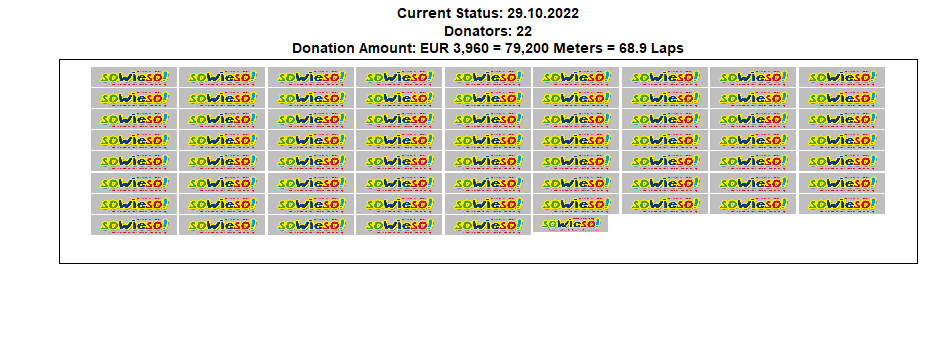 Current Status: 29.10.2022
Donators: 22
Donation Amount: EUR 3,960 = 79,200 Meters = 68.9 Laps
sowieso! sowieso! sowieso! sowieso! sowieso! sowieso! sowieso! sowieso! sowieso!
sowieso! sowieso! sowieso! sowieso! sowieso! sowieso! sowieso! sowieso! sowieso!
sowieso! sowieso! sowieso! sowieso! sowieso! sowieso! sowieso! sowieso! sowieso!
sowieso! sowieso! sowieso! sowieso! sowieso! sowieso! sowieso! sowieso! sowieso!
sowieso! sowieso! sowieso! sowieso! sowieso! sowieso! sowieso! sowieso! sowieso!
sowieso! sowieso! sowieso! sowieso! sowieso! sowieso! sowieso! sowieso! sowieso!
sowieso! sowieso! sowieso! sowieso! sowieso! sowieso! sowieso! sowieso! sowieso!
sowieso! sowieso! sowieso! sowieso! sowieso! sowieso!